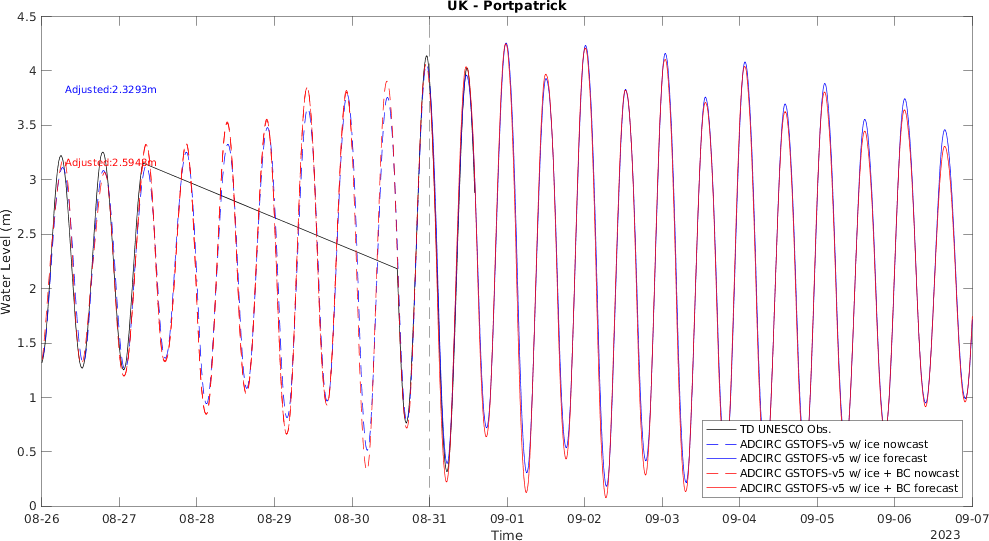 UK - Portpatrick
4.5
4
3.5
3
2.5
2
1.5
1
0.5
0
Water Level (m)
Adjusted:2.3293m
Adjusted:2.5948m
TD UNESCO Obs.
ADCIRC GSTOFS-v5 w/ ice nowcast
ADCIRC GSTOFS-v5 w/ ice forecast
ADCIRC GSTOFS-v5 w/ ice + BC nowcast
ADCIRC GSTOFS-v5 w/ ice + BC forecast
08-26 08-27 08-28 08-29 08-30 08-31 09-01 09-02 09-03 09-04 09-05 09-06 09-07
Time
2023